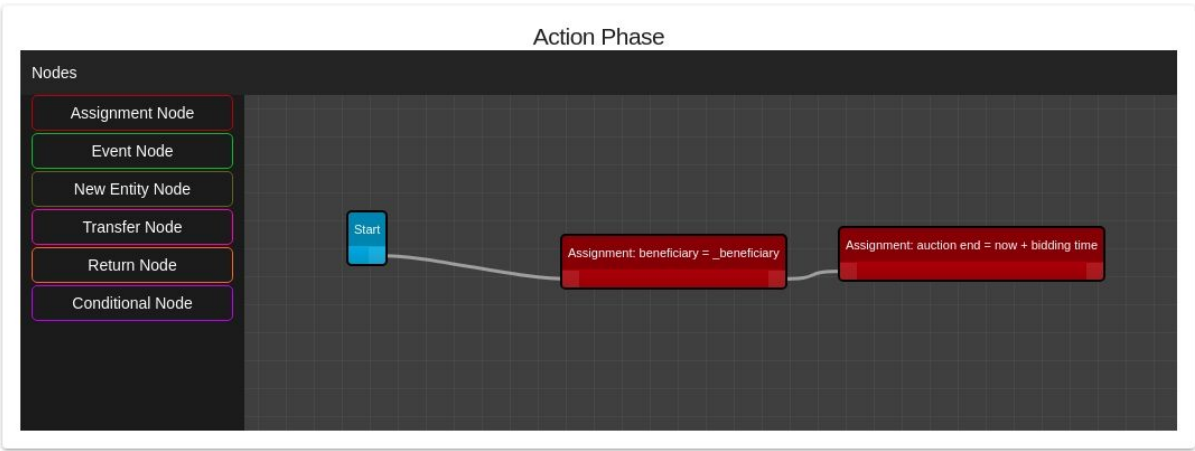 Action Phase
Nodes
Assignment Node
Event Node
New Entity Node
Transfer Node
Return Node
Conditional Node
Start
Assignment: beneficiary = _beneficiary
Assignment: auction end = now + bidding time